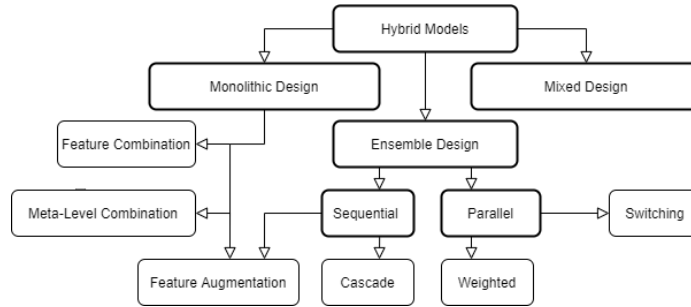 Hybrid Models
Monolithic Design
Mixed Design
Feature Combination
Ensemble Design
Meta-Level Combination
Sequential
Parallel
Switching
Feature Augmentation
Cascade
Weighted